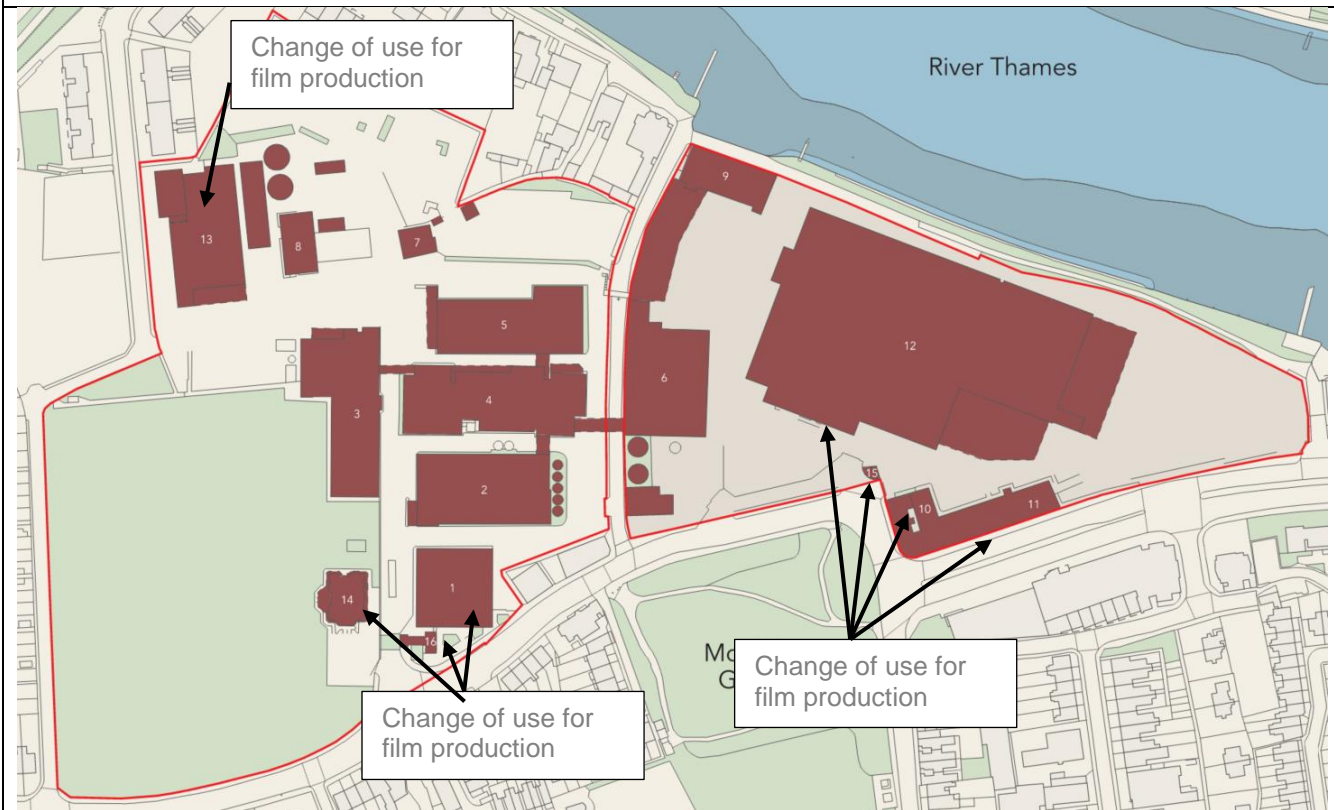 Change of use for
film production
River Thames
9
13
8
7
5
12
6
4
3
2
15
10
11
1
14
16
Mo
G
Change of use for
film production
Change of use for
film production